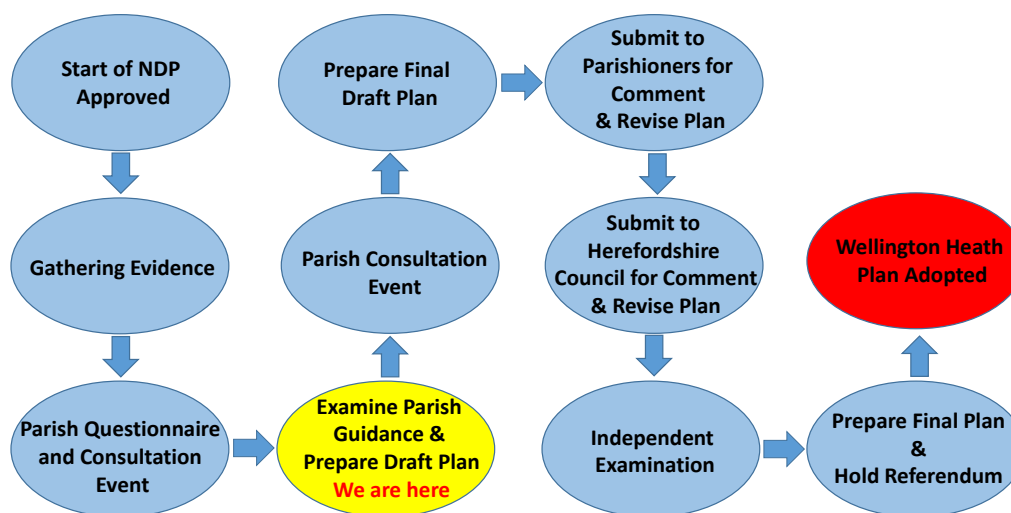 Start of NDP
Approved
Gathering Evidence
Parish Questionnaire
and Consultation
Event
Examine Parish
Guidance &
Prepare Draft Plan
We are here
Parish Consultation
Event
Prepare Final
Draft Plan
Submit to
Parishioners for
Comment
& Revise Plan
Submit to
Herefordshire
Council for Comment
& Revise Plan
Independent
Examination
Prepare Final Plan
&
Hold Referendum
Wellington Heath
Plan Adopted